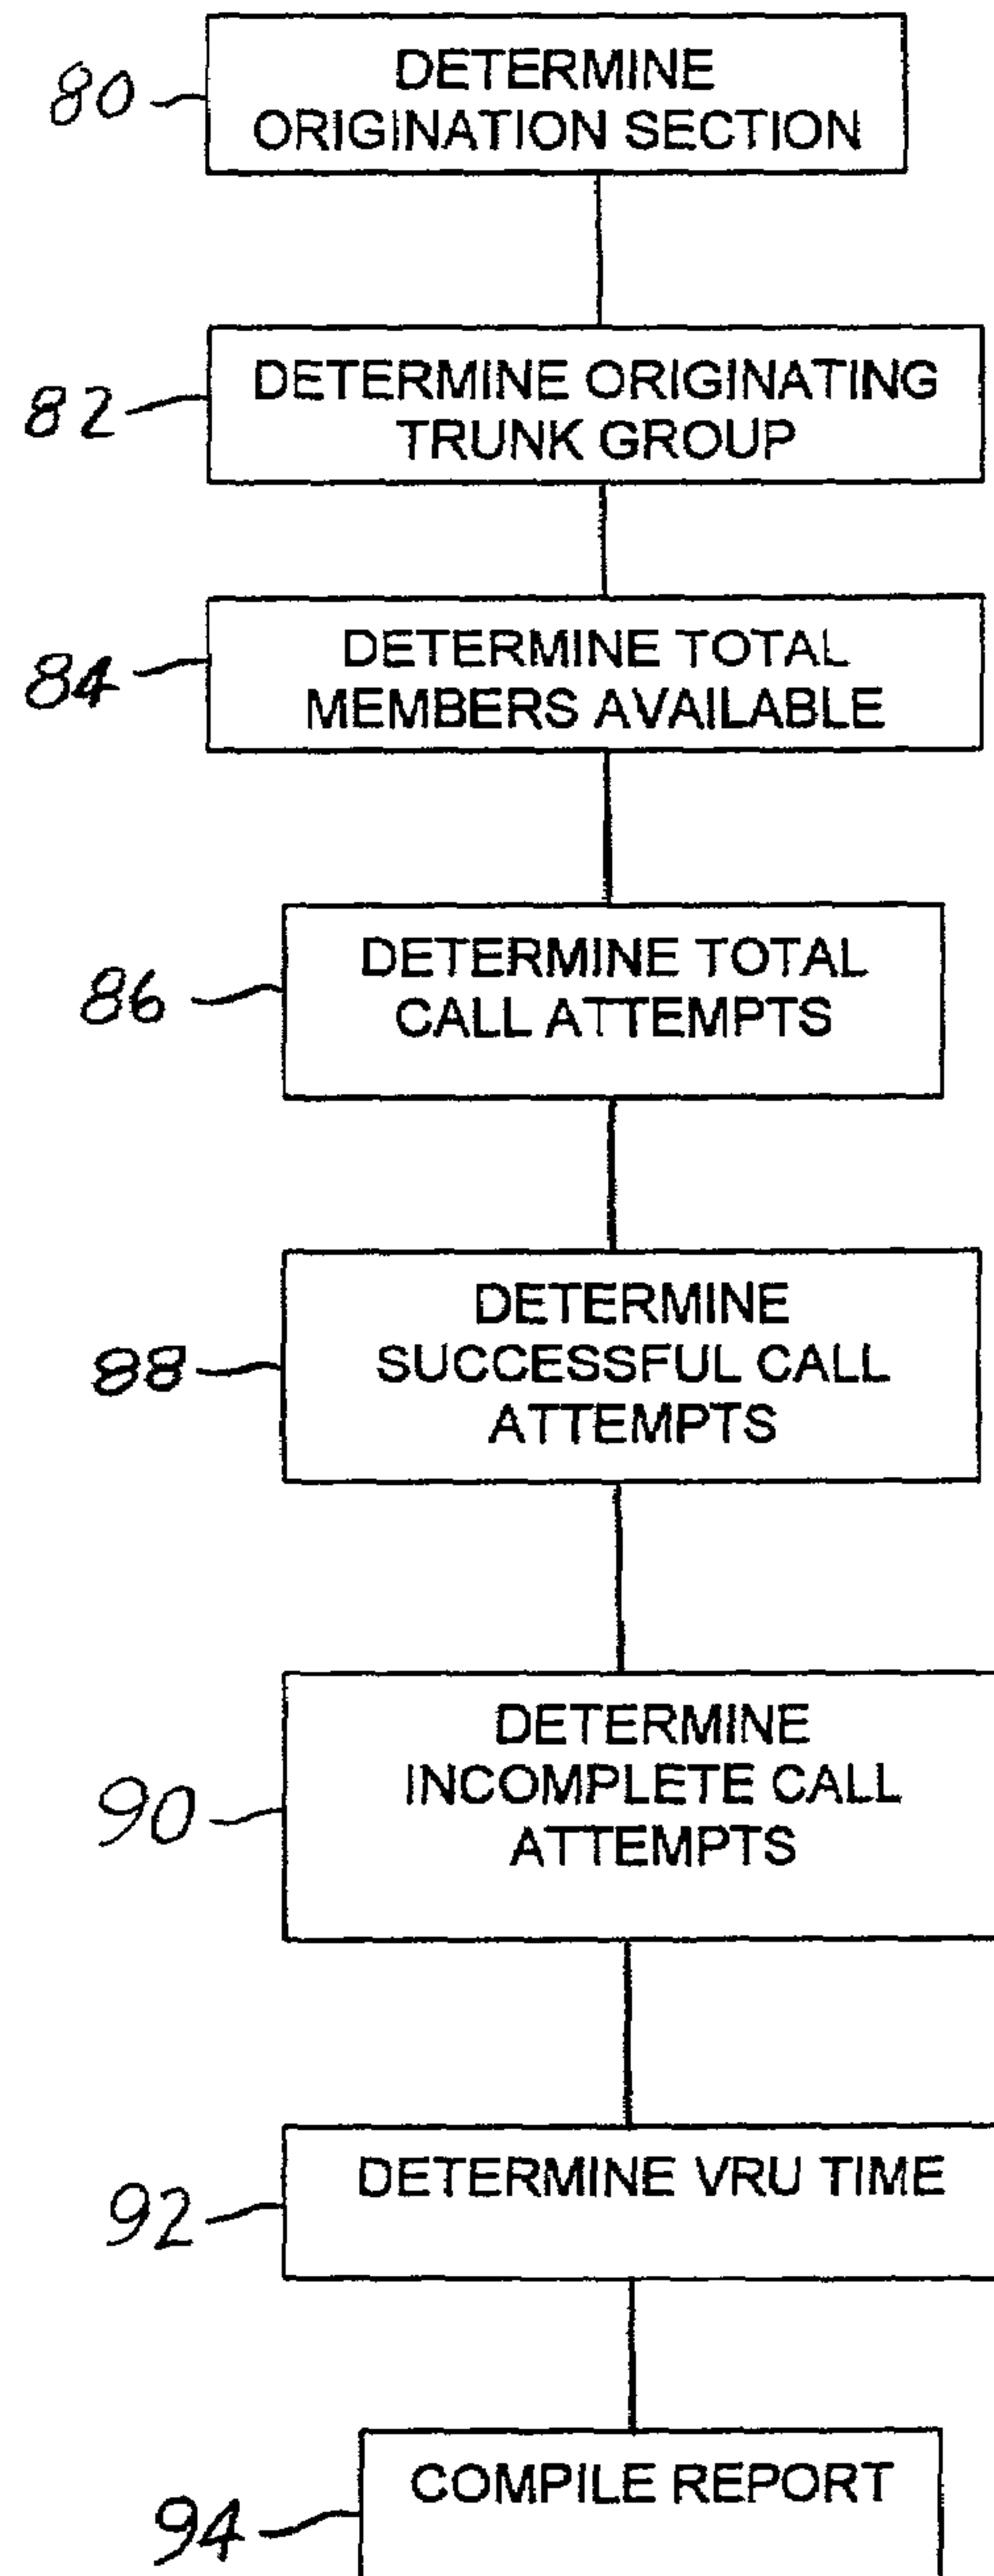 80
DETERMINE
ORIGINATION SECTION
82
DETERMINE ORIGINATING
TRUNK GROUP
84
DETERMINE TOTAL
MEMBERS AVAILABLE
86
DETERMINE TOTAL
CALL ATTEMPTS
88
DETERMINE
SUCCESSFUL CALL
ATTEMPTS
90
DETERMINE
INCOMPLETE CALL
ATTEMPTS
92
DETERMINE VRU TIME
94
COMPILE REPORT